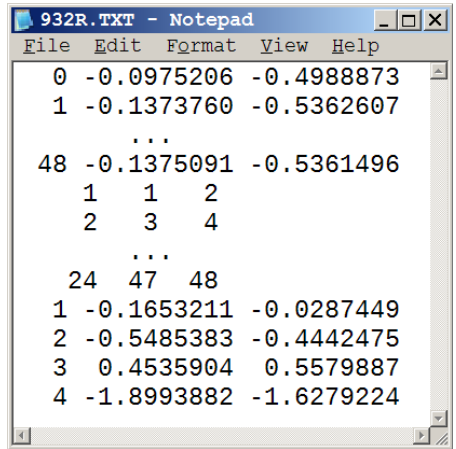 932R.TXT - Notepad
File Edit Format View Help
0 -0.0975206 -0.4988873
1 -0.1373760 -0.5362607
...
48 -0.1375091 -0.5361496
1 1 2
2 3 4
...
24 47 48
1 -0.1653211 -0.0287449
2 -0.5485383 -0.4442475
3 0.4535904 0.5579887
4 -1.8993882 -1.6279224